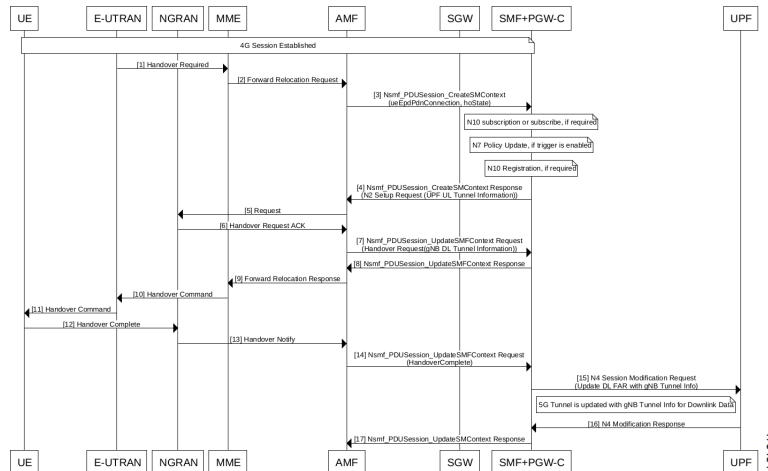 UE E-UTRAN NGRAN MME AMF SGW SMF+PGW-C UPF
4G Session Established
[1] Handover Required
[2] Forward Relocation Request
[3] Nsmf_PDUSession_CreateSMContext
(ueEpdPdnConnection, hoState)
N10 subscription or subscribe, if required
N7 Policy Update, if trigger is enabled
N10 Registration, if required
[4] Nsmf_PDUSession_CreateSMContext Response
(N2 Setup Request (UPF UL Tunnel Information))
[5] Request
[6] Handover Request ACK
[7] Nsmf_PDUSession_UpdateSMFContext Request
(Handover Request(gNB DL Tunnel Information))
[8] Nsmf_PDUSession_UpdateSMFContext Response
[9] Forward Relocation Response
[10] Handover Command
[11] Handover Command
[12] Handover Complete
[13] Handover Notify
[14] Nsmf_PDUSession_UpdateSMFContext Request
(HandoverComplete)
[15] N4 Session Modification Request
(Update DL FAR with gNB Tunnel Info)
5G Tunnel is updated with gNB Tunnel Info for Downlink Data
[16] N4 Modification Response
[17] Nsmf_PDUSession_UpdateSMContext Response
UE E-UTRAN NGRAN MME AMF SGW SMF+PGW-C UPF